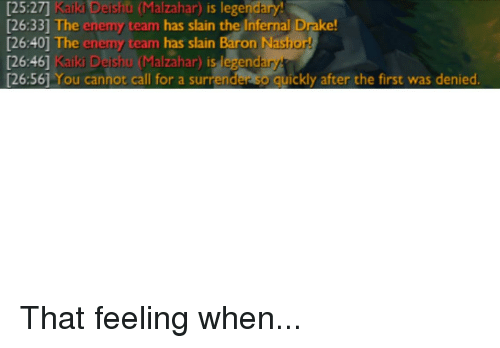 [25:27] Kaiki Deishū (Malzahar) is legendary!
[26:33] The enemy team has slain the Infernal Drake!
[26:40] The enemy team has slain Baron Nashor!
[26:46] Kaiki Deishu (Malzahar) is legendary!
[26:56] You cannot call for a surrender so quickly after the first was denied.
That feeling when...